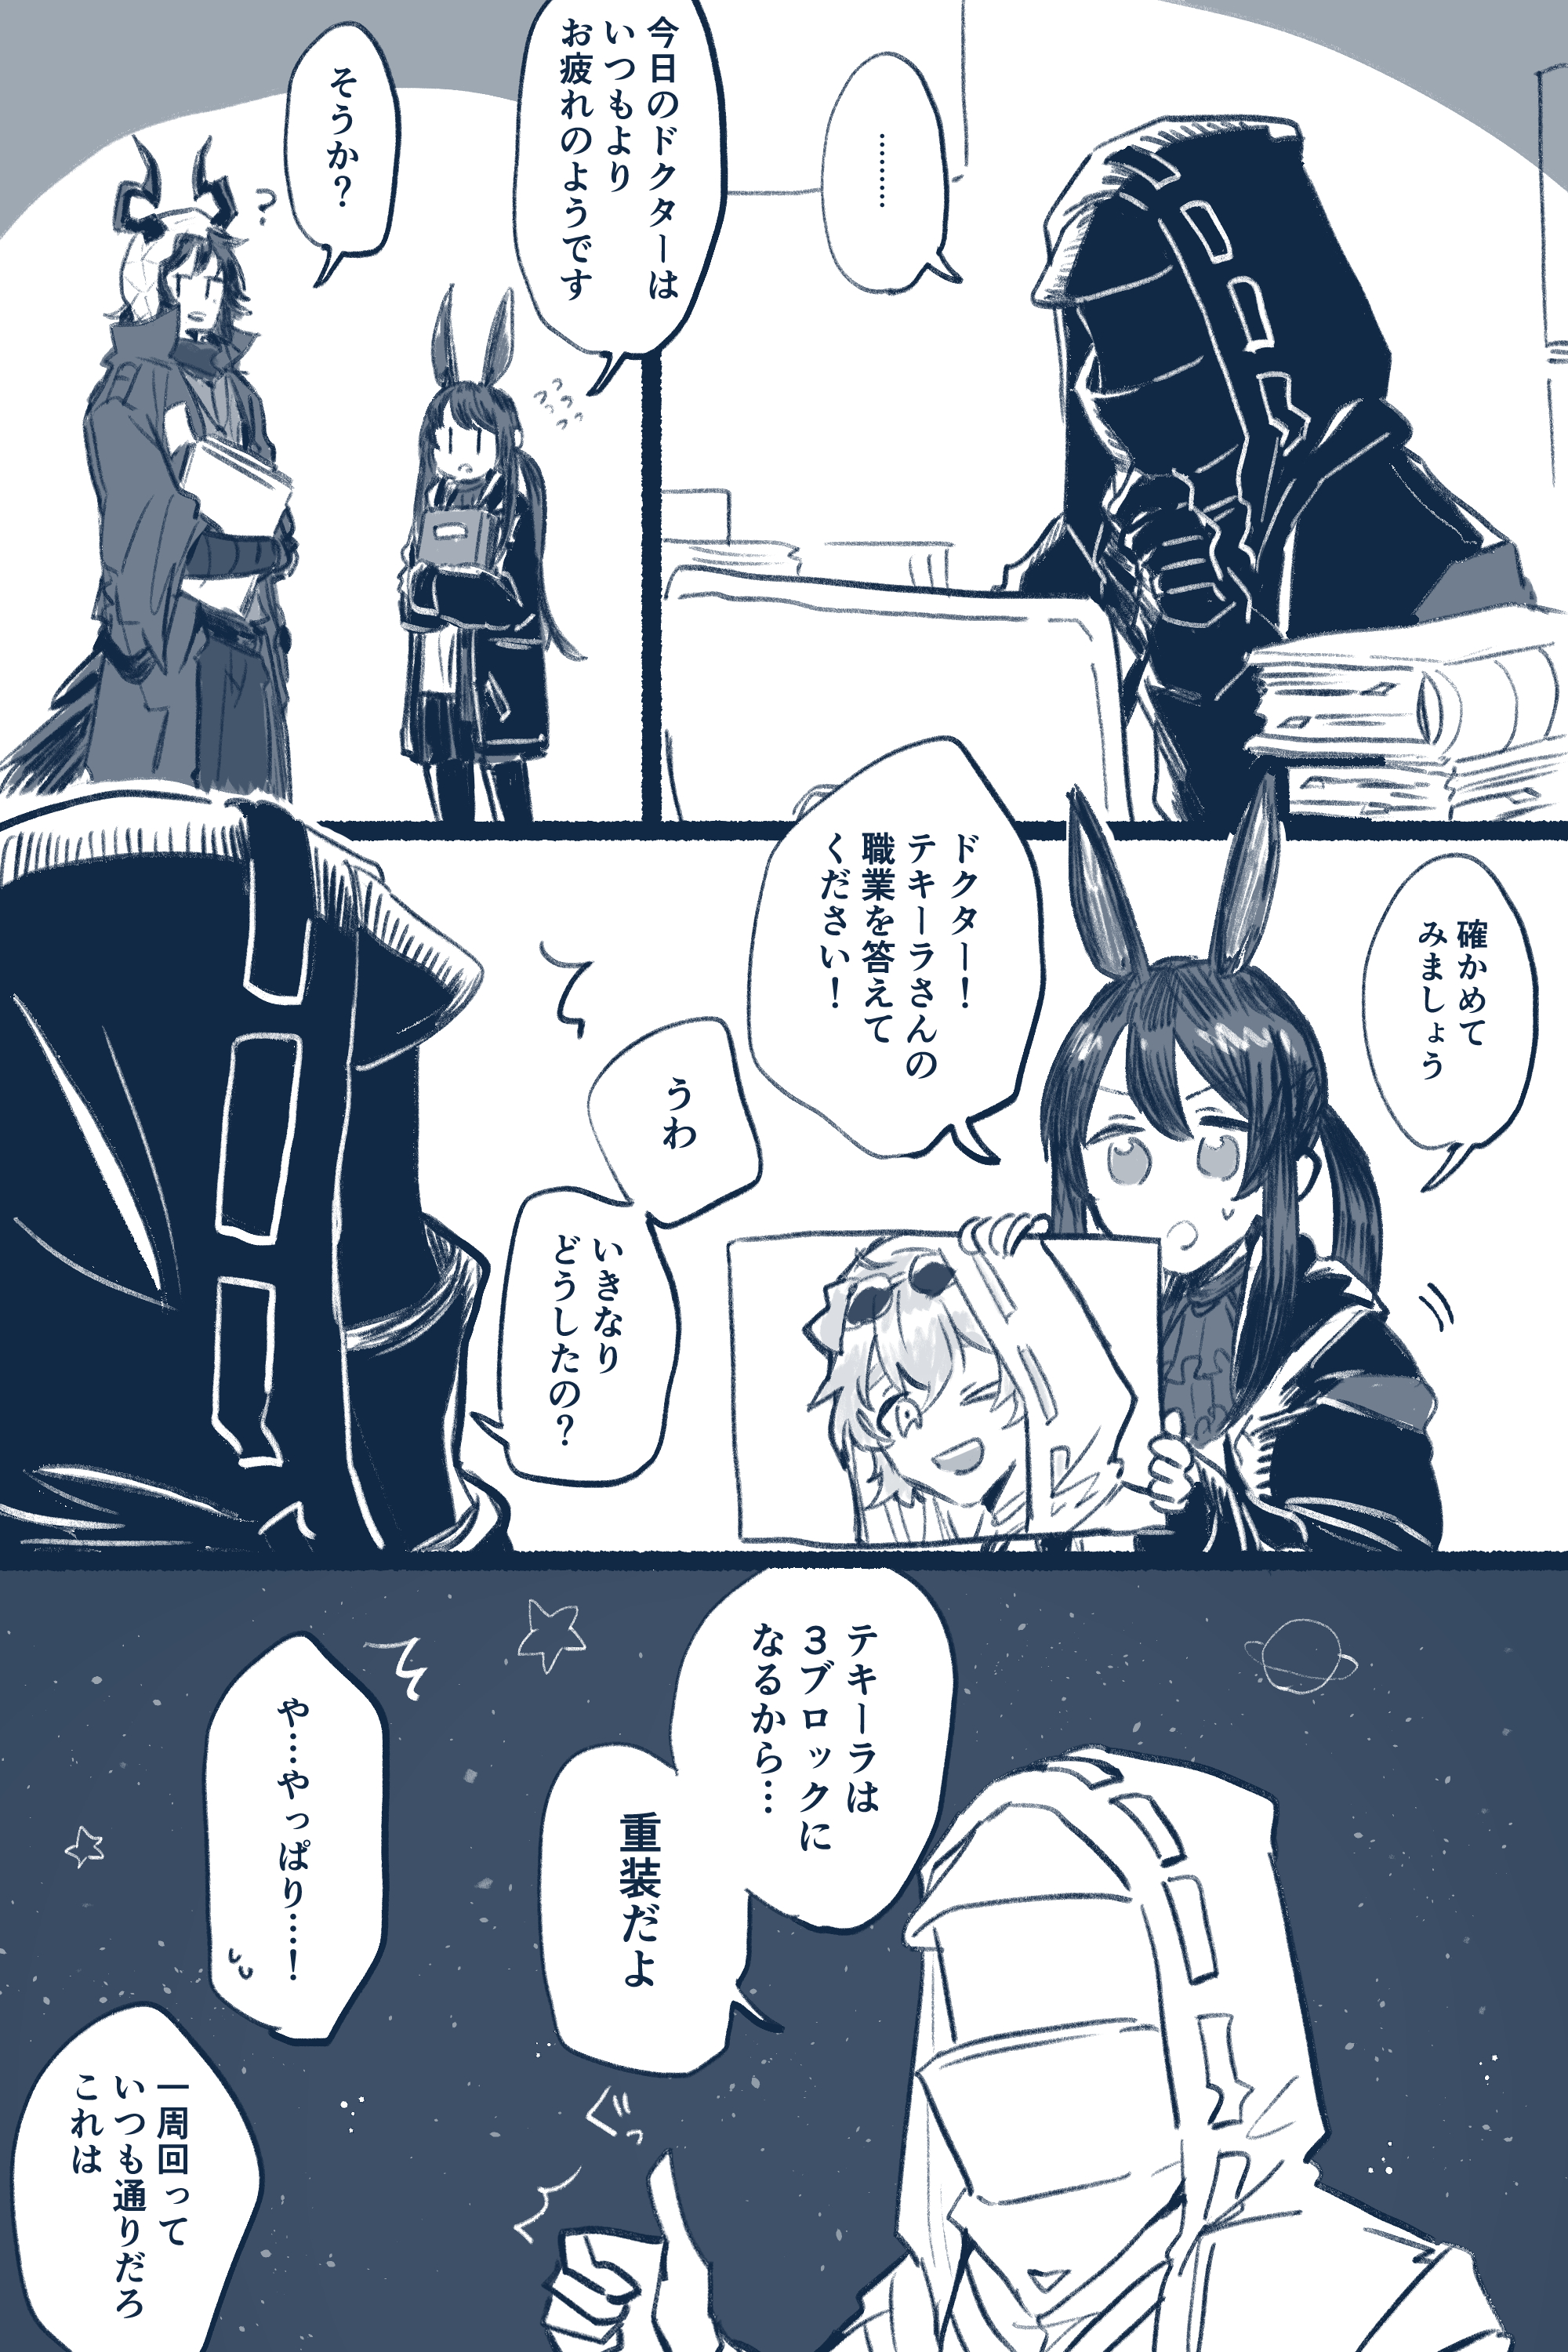 ………
今日のドクターは
いつもより
お疲れのようです
そうか？
?
確かめて
みましょう
ドクター！
テキーラさんの
職業を答えて
ください！
うわ
いきなり
どうしたの？
テキーラは
３ブロックに
なるから…
重装だよ
ぐっ
や…やっぱり…！
一周回って
いつも通りだろ
これは